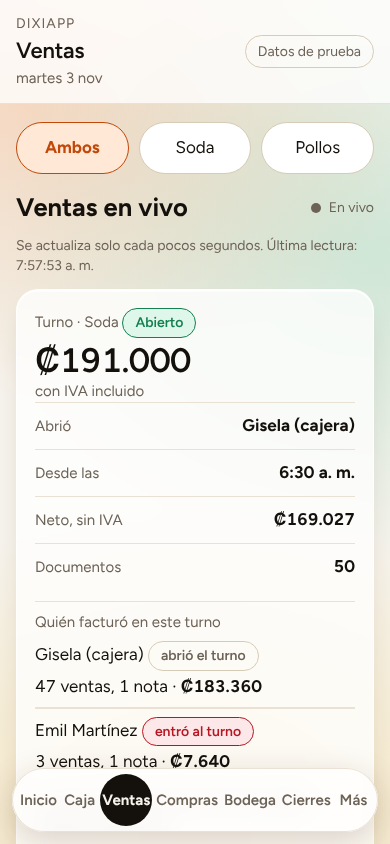 DIXIAPP
Ventas
martes 3 nov
Datos de prueba
Ambos
Soda
Pollos
Ventas en vivo
En vivo
Se actualiza solo cada pocos segundos. Última lectura:
7:57:53 a. m.
Turno · Soda Abierto
₡191.000
con IVA incluido
Abrió Gisela (cajera)
Desde las 6:30 a. m.
Neto, sin IVA ₡169.027
Documentos 50
Quién facturó en este turno
Gisela (cajera) abrió el turno
47 ventas, 1 nota · ₡183.360
Emil Martínez entró al turno
3 ventas, 1 nota · ₡7.640
Inicio Caja Ventas Compras Bodega Cierres Más